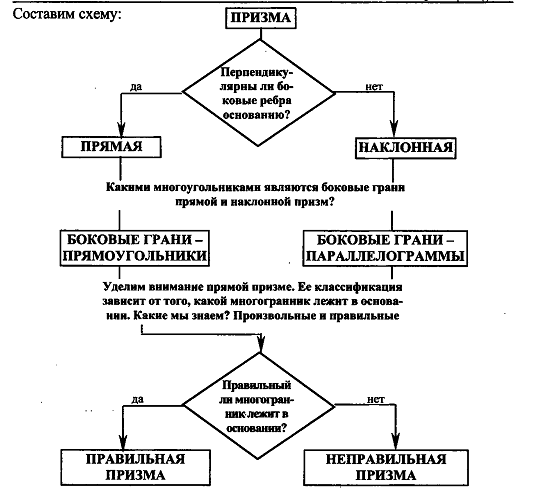 Составим схему:
ПРИЗМА
Перпендику-
лярны ли бо-
ковые ребра
основанию?
да
нет
ПРЯМАЯ
НАКЛОННАЯ
Какими многоугольниками являются боковые грани
прямой и наклонной призм?
БОКОВЫЕ ГРАНИ –
ПРЯМОУГОЛЬНИКИ
БОКОВЫЕ ГРАНИ –
ПАРАЛЛЕЛОГРАММЫ
Уделим внимание прямой призме. Ее классификация
зависит от того, какой многогранник лежит в основа-
нии. Какие мы знаем? Произвольные и правильные
Правильный
ли многогран-
ник лежит в
основании?
да
нет
ПРАВИЛЬНАЯ
ПРИЗМА
НЕПРАВИЛЬНАЯ
ПРИЗМА